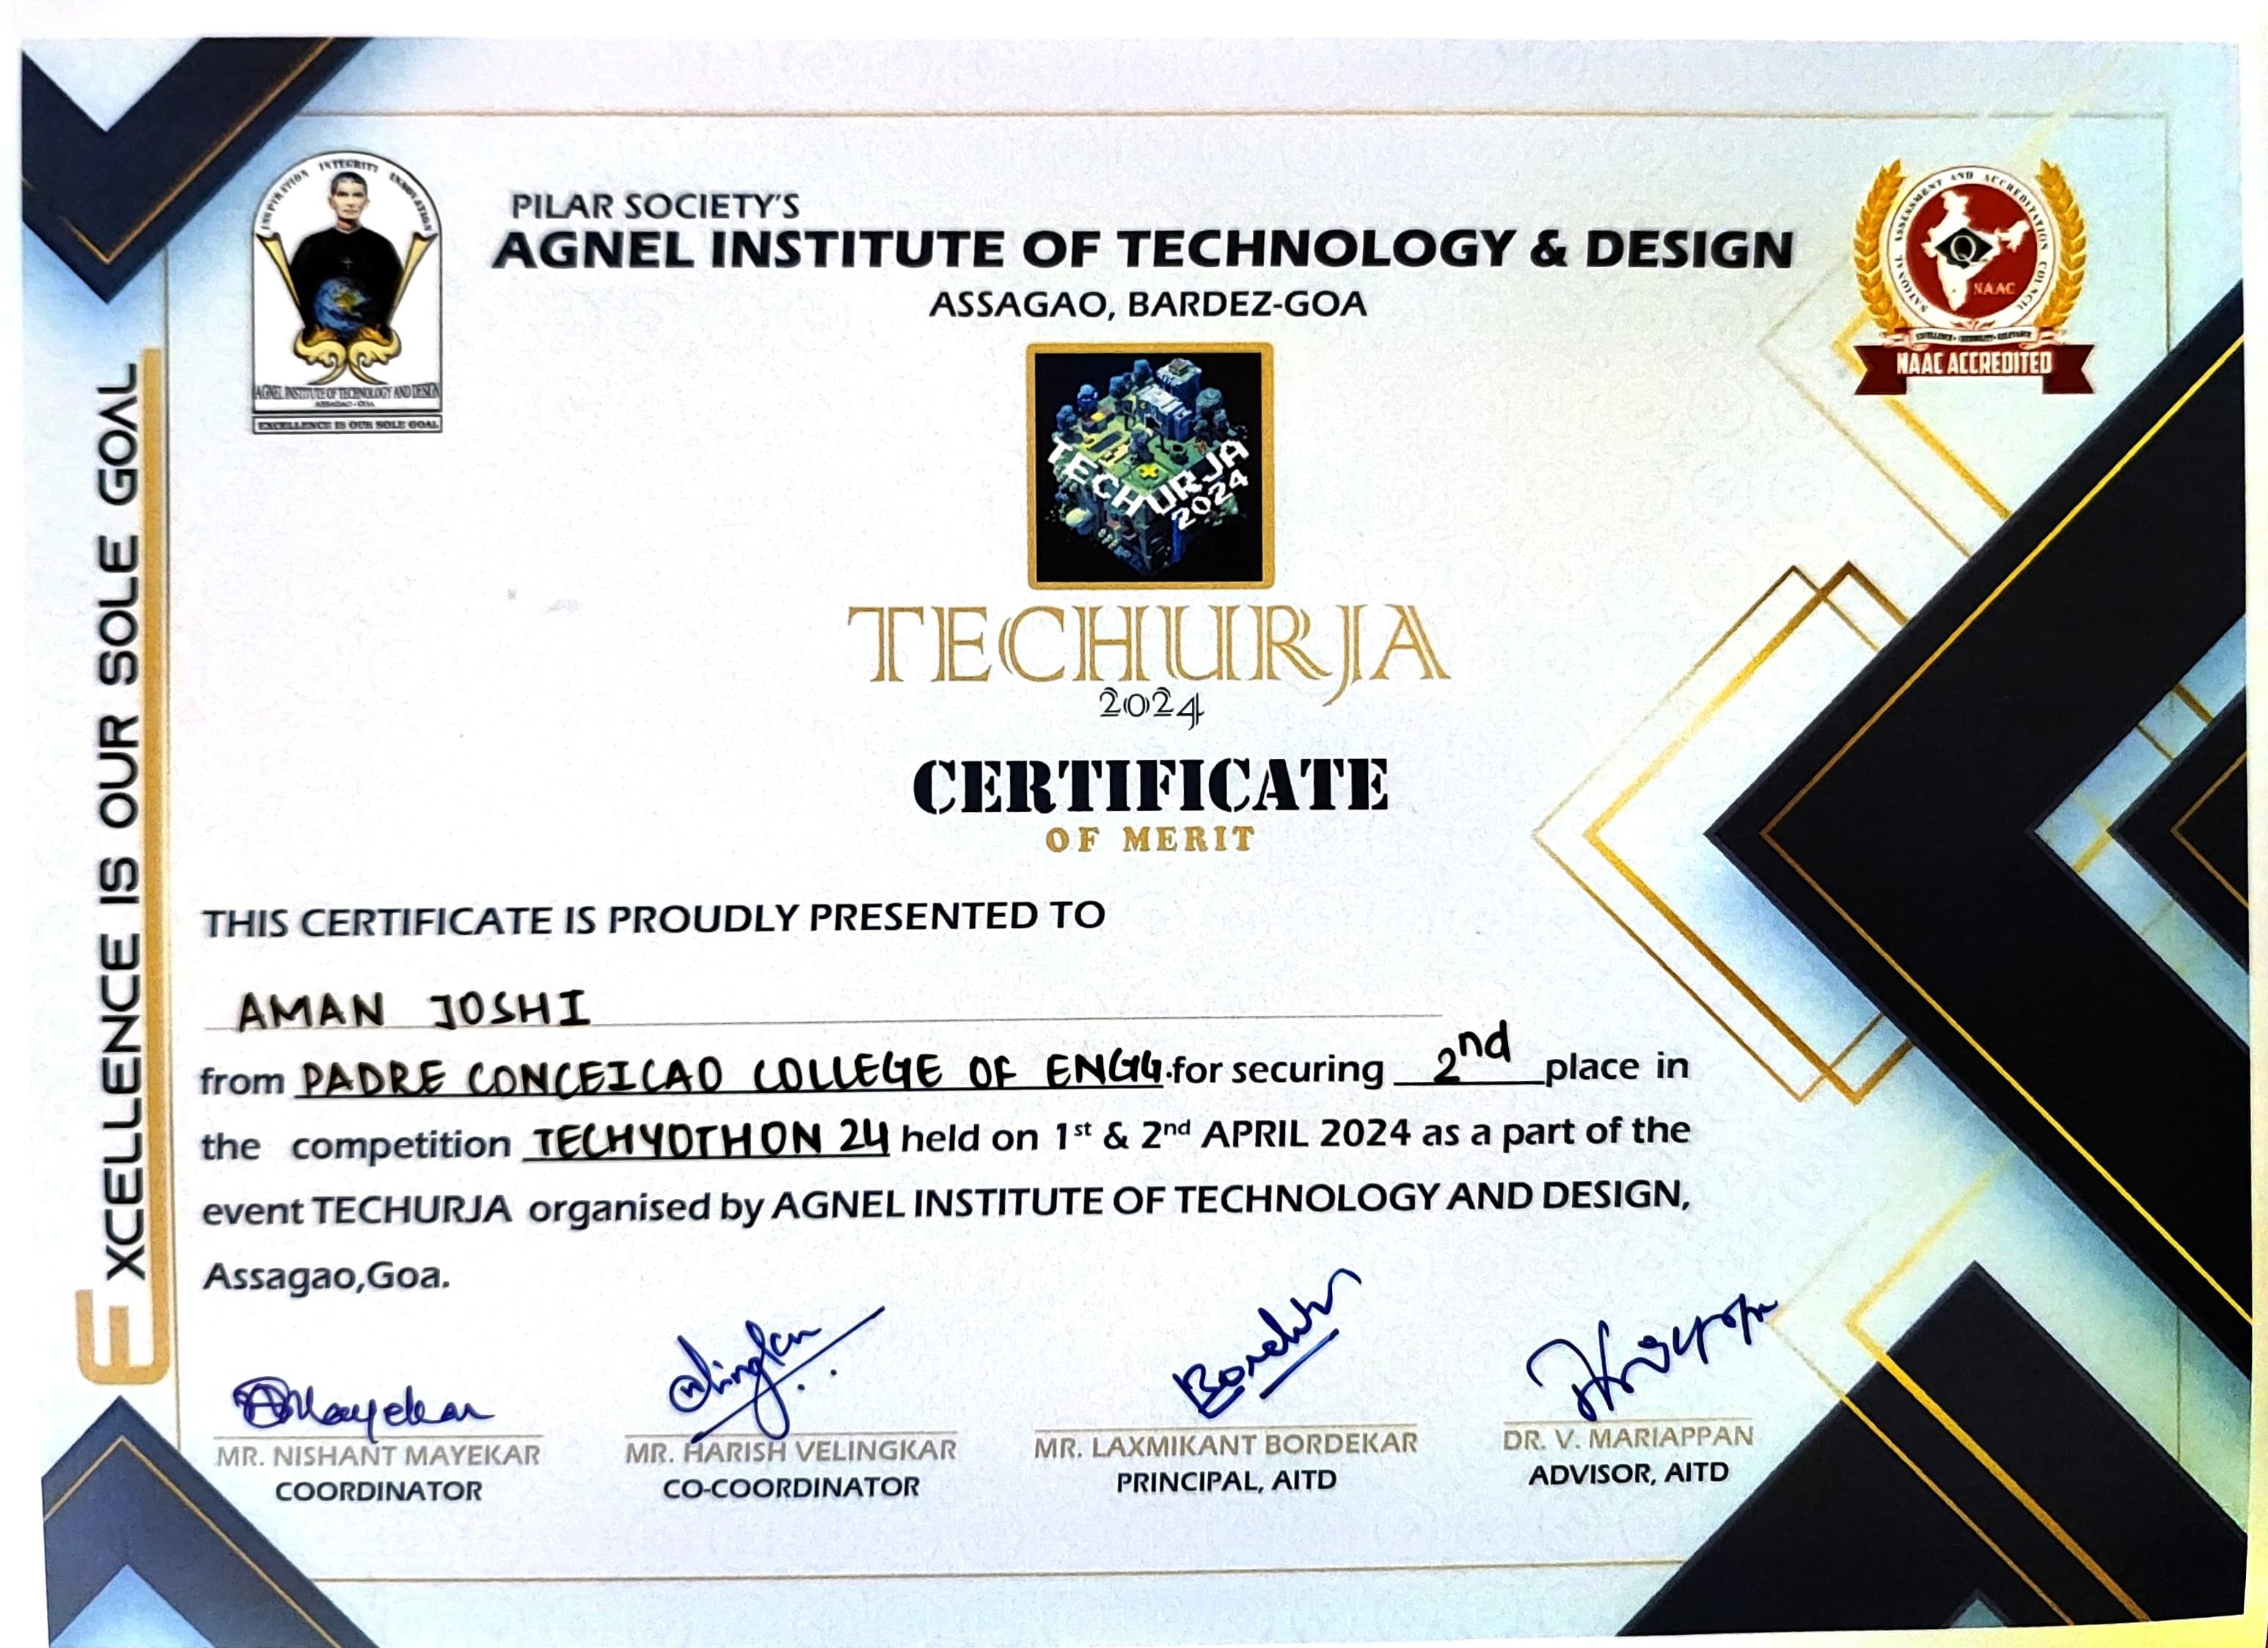 INSPIRATION INTEGRITY INNOVATION
AGNEL INSTITUTE OF TECHNOLOGY AND DESIGN
ASSAGAO - GOA
EXCELLENCE IS OUR SOLE GOAL
PILAR SOCIETY'S
AGNEL INSTITUTE OF TECHNOLOGY & DESIGN
ASSAGAO, BARDEZ-GOA
NATIONAL ASSESSMENT AND ACCREDITATION COUNCIL
Q
NAAC
NAAC ACCREDITED
TECHURJA
2024
TECHURJA
2024
CERTIFICATE
OF MERIT
EXCELLENCE IS OUR SOLE GOAL
THIS CERTIFICATE IS PROUDLY PRESENTED TO
AMAN JOSHI
from PADRE CONCEICAO COLLEGE OF ENGG. for securing 2nd place in
the competition TECHYOTHON 24 held on 1st & 2nd APRIL 2024 as a part of the
event TECHURJA organised by AGNEL INSTITUTE OF TECHNOLOGY AND DESIGN,
Assagao,Goa.
MR. NISHANT MAYEKAR
COORDINATOR
MR. HARISH VELINGKAR
CO-COORDINATOR
MR. LAXMIKANT BORDEKAR
PRINCIPAL, AITD
DR. V. MARIAPPAN
ADVISOR, AITD